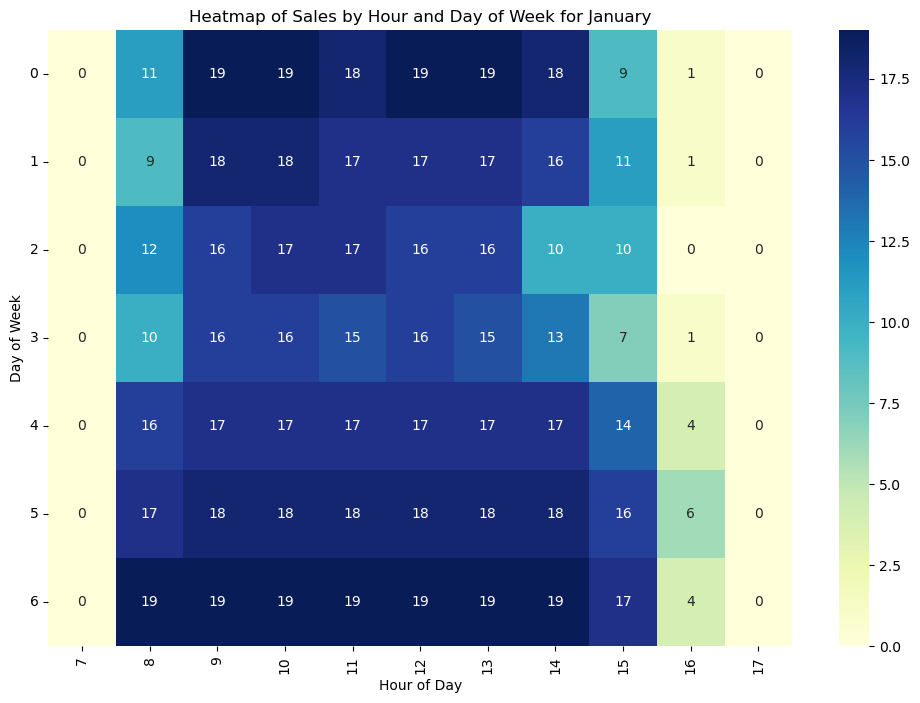 Heatmap of Sales by Hour and Day of Week for January
0 0 11 19 19 18 19 19 18 9 1 0
1 0 9 18 18 17 17 17 16 11 1 0
2 0 12 16 17 17 16 16 10 10 0 0
3 0 10 16 16 15 16 15 13 7 1 0
4 0 16 17 17 17 17 17 17 14 4 0
5 0 17 18 18 18 18 18 18 16 6 0
6 0 19 19 19 19 19 19 19 17 4 0
7 8 9 10 11 12 13 14 15 16 17
Hour of Day
Day of Week
17.5
15.0
12.5
10.0
7.5
5.0
2.5
0.0